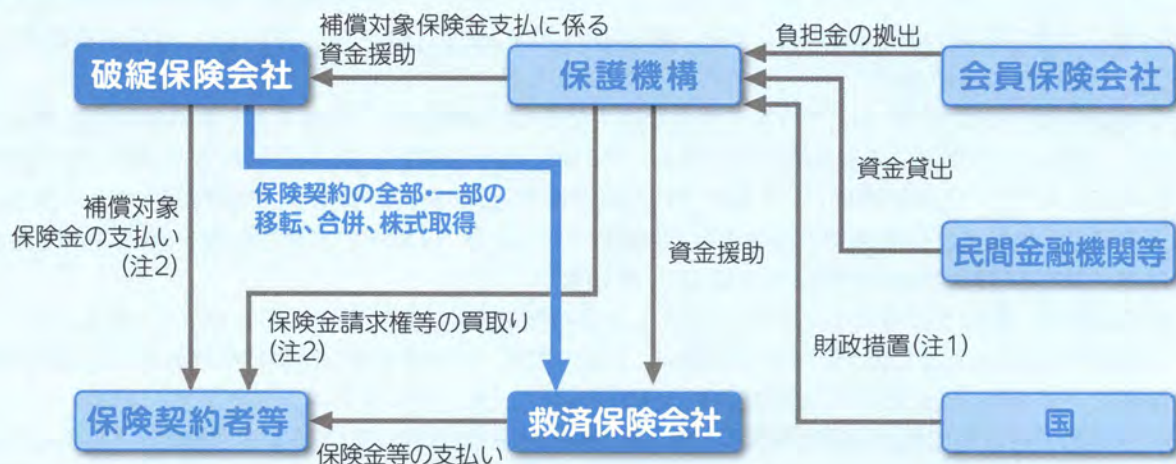 補償対象保険金支払に係る
資金援助
負担金の拠出
破綻保険会社
保護機構
会員保険会社
資金貸出
保険契約の全部・一部の
移転、合併、株式取得
補償対象
保険金の支払い
(注2)
資金援助
民間金融機関等
保険金請求権等の買取り
(注2)
財政措置(注1)
保険契約者等
救済保険会社
国
保険金等の支払い